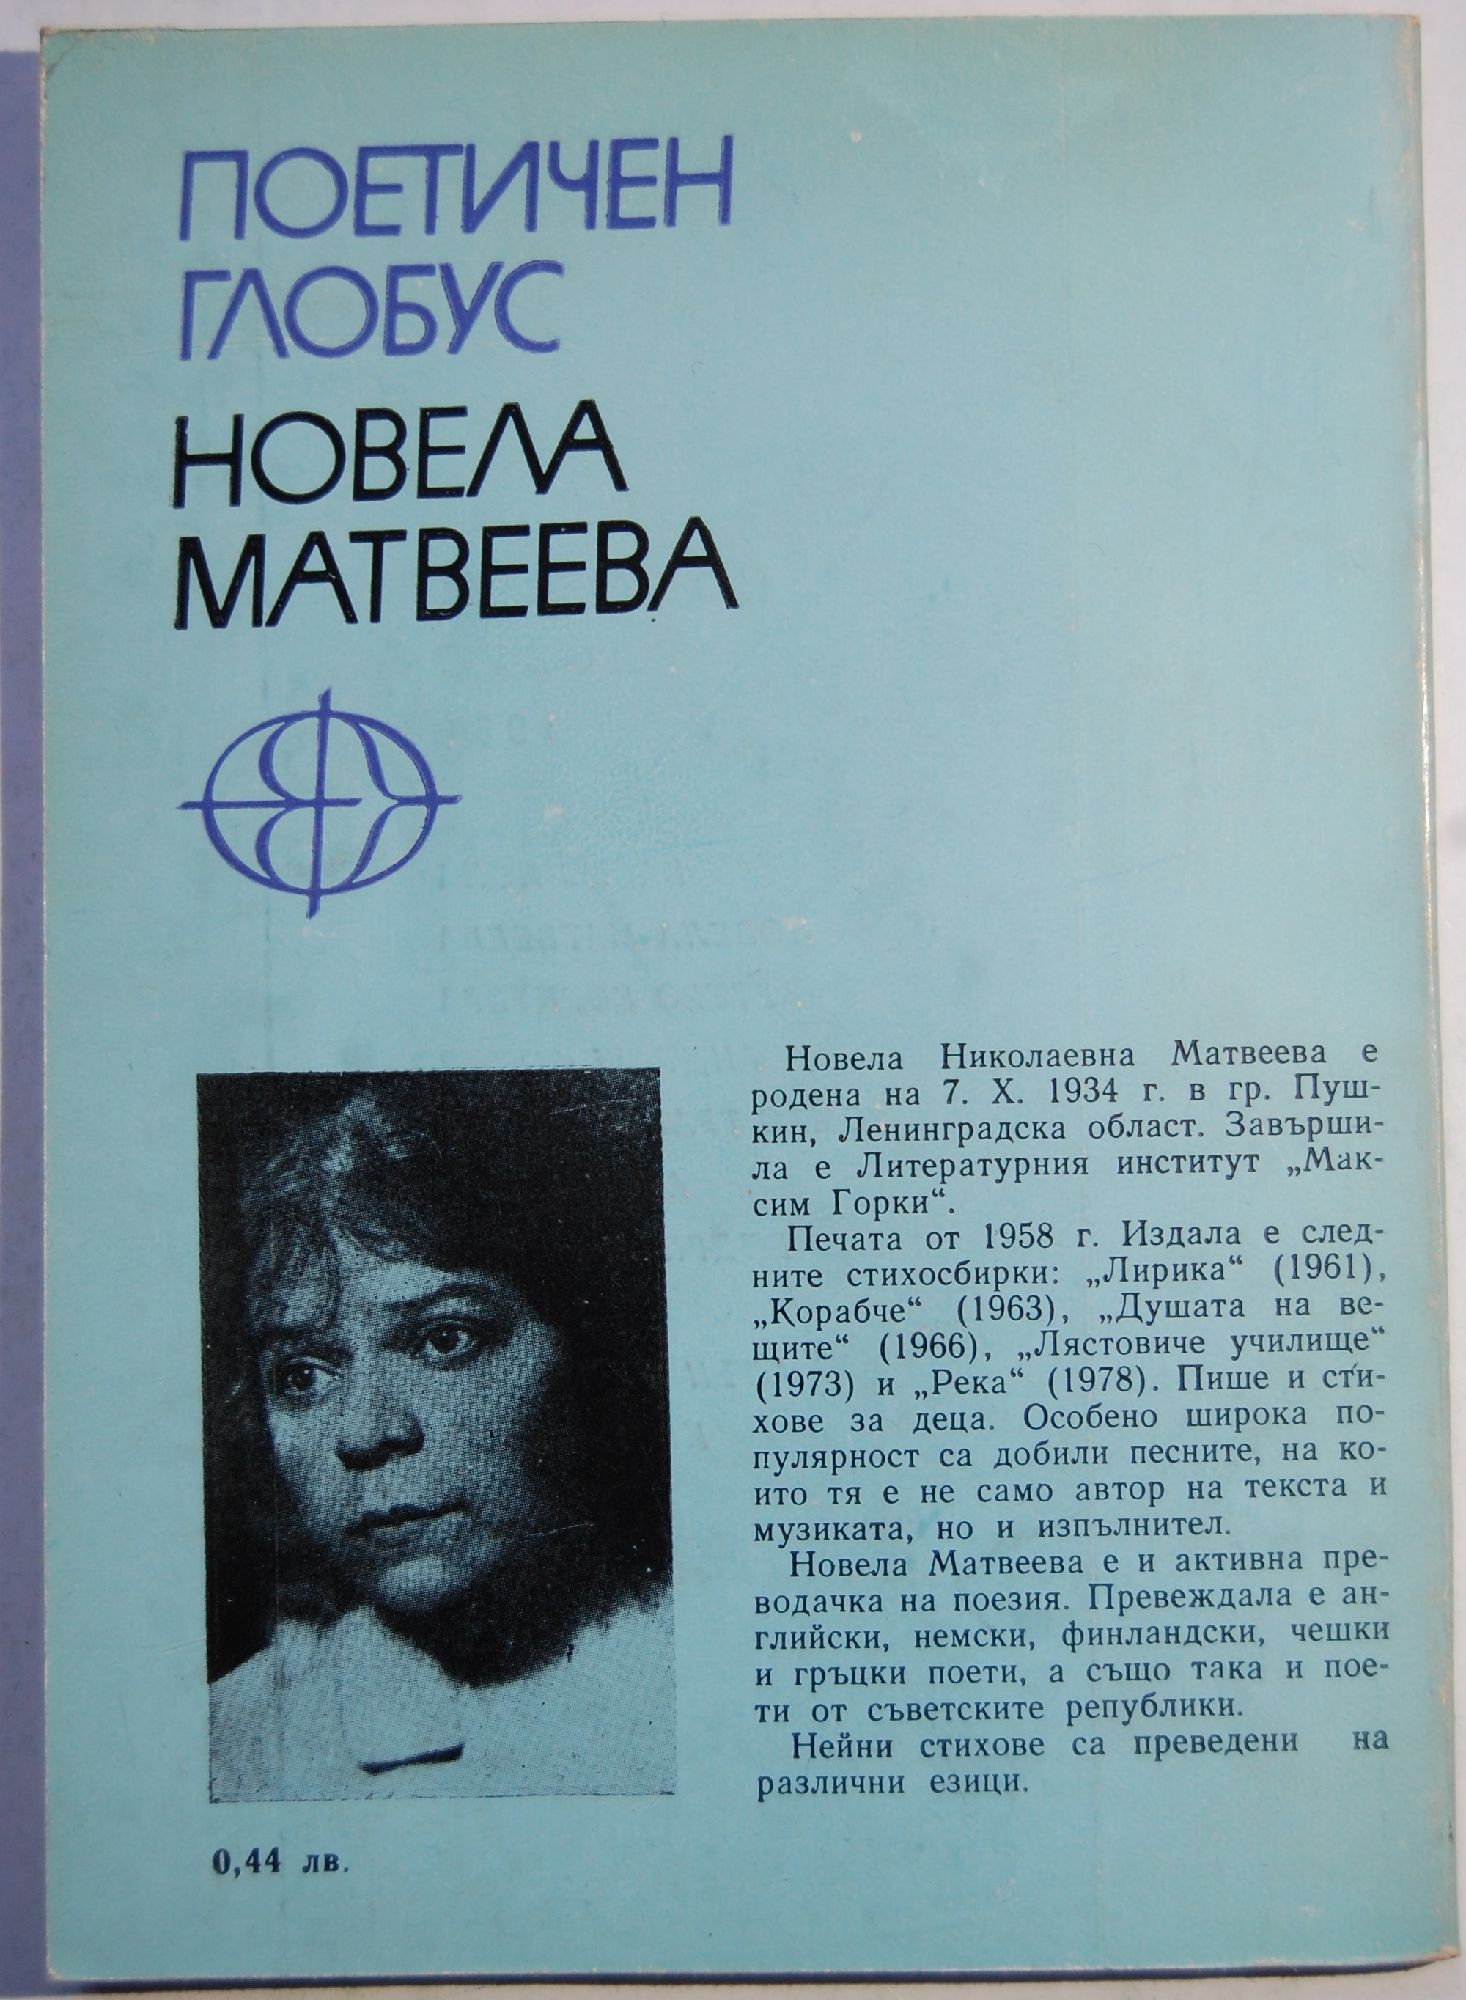 ПОЕТИЧЕН
ГЛОБУС
НОВЕЛА
МАТВЕЕВА
Новела Николаевна Матвеева е
родена на 7. X. 1934 г. в гр. Пуш-
кин, Ленинградска област. Завърши-
ла е Литературния институт „Мак-
сим Горки“.
Печата от 1958 г. Издала е след-
ните стихосбирки: „Лирика“ (1961),
„Корабче“ (1963), „Душата на ве-
щите“ (1966), „Лястовиче училище“
(1973) и „Река“ (1978). Пише и сти-
хове за деца. Особено широка по-
пулярност са добили песните, на ко-
ито тя е не само автор на текста и
музиката, но и изпълнител.
Новела Матвеева е и активна пре-
водачка на поезия. Превеждала е ан-
глийски, немски, финландски, чешки
и гръцки поети, а също така и пое-
ти от съветските републики.
Нейни стихове са преведени на
различни езици.
0,44 лв.